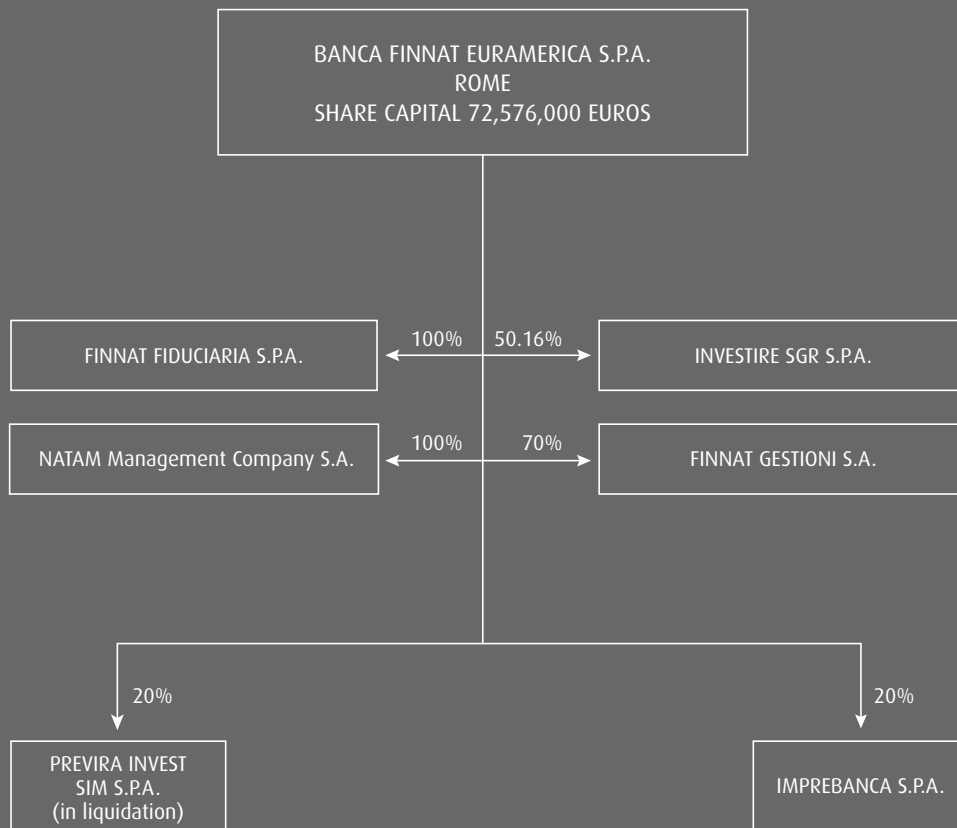 BANCA FINNAT EURAMERICA S.P.A.
ROME
SHARE CAPITAL 72,576,000 EUROS
FINNAT FIDUCIARIA S.P.A.
100%
50.16%
INVESTIRE SGR S.P.A.
NATAM Management Company S.A.
100%
70%
FINNAT GESTIONI S.A.
20%
20%
PREVIRA INVEST
SIM S.P.A.
(in liquidation)
IMPREBANCA S.P.A.